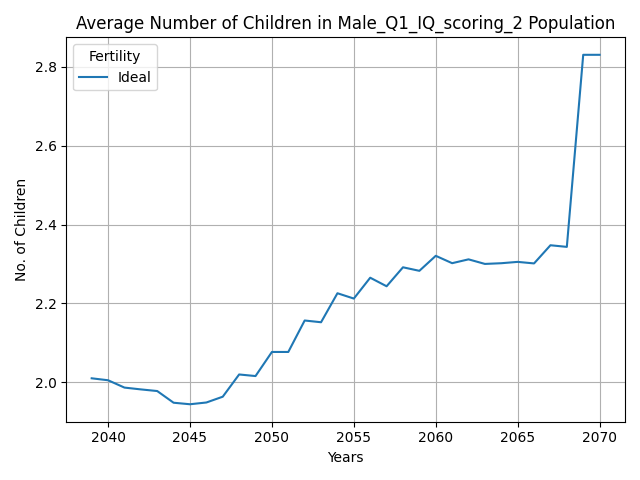 Average Number of Children in Male_Q1_IQ_scoring_2 Population
Fertility
Ideal
No. of Children
2.8
2.6
2.4
2.2
2.0
2040 2045 2050 2055 2060 2065 2070
Years